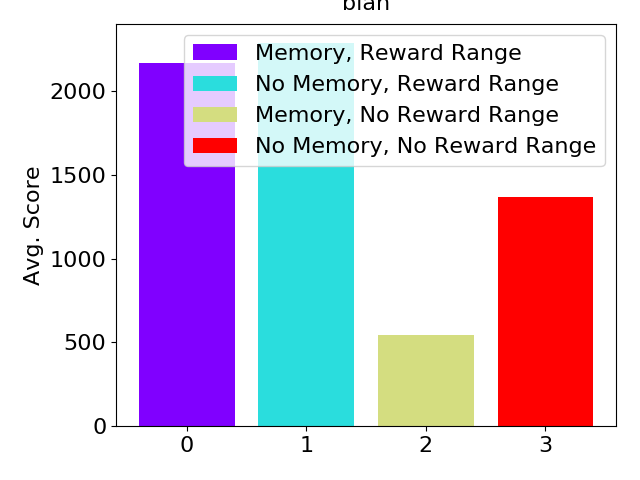 blah
Memory, Reward Range
No Memory, Reward Range
Memory, No Reward Range
No Memory, No Reward Range
Avg. Score
2000
1500
1000
500
0
0 1 2 3